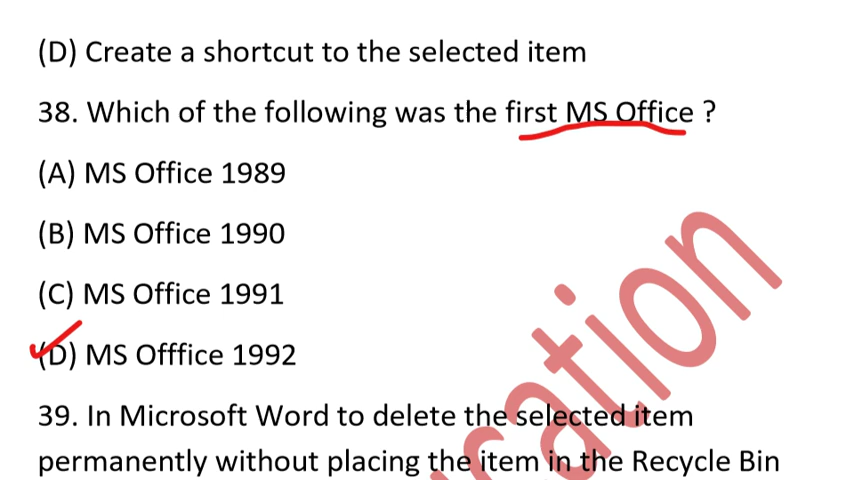 (D) Create a shortcut to the selected item
38. Which of the following was the first MS Office ?
(A) MS Office 1989
(B) MS Office 1990
(C) MS Office 1991
(D) MS Offfice 1992
39. In Microsoft Word to delete the selected item
permanently without placing the item in the Recycle Bin